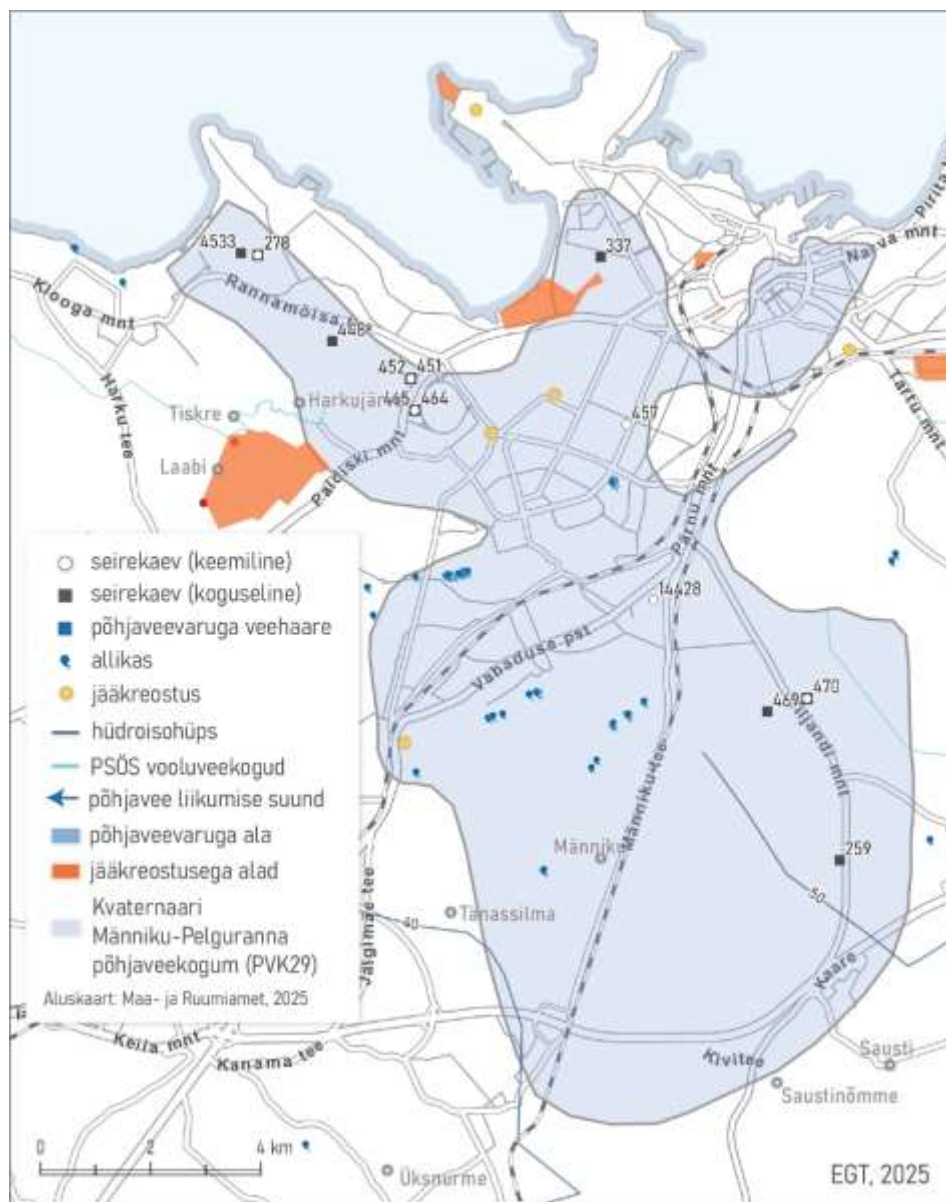 Pirita
Narva mnt
4533
278
337
Klooga mnt
Rannamõisa t
468
452
451
Harku tee
Harkujärv
465
464
457
Tartu mnt
Tiskre
Laabi
Paldiski mnt
Pärnu mnt
seirekaev (keemiline)
seirekaev (koguseline)
põhjaveevaruga veehaare
allikas
jääkreostus
hüdroisohüps
PSÖS vooluveekogud
põhjavee liikumise suund
põhjaveevaruga ala
jääkreostusega alad
Kvaternaari
Männiku-Pelguranna
põhjaveekogum (PVK29)
Aluskaart: Maa- ja Ruumiamet, 2025
14428
Vabaduse pst
470
469
Viljandi mnt
Männiku tee
Männiku
259
50
Tänassilma
Jälgimäe tee
Kaare
Keila mnt
Kanama tee
Kivitee
Sausti
Saustinõmme
0 2 4 km
Üksnurme
EGT, 2025